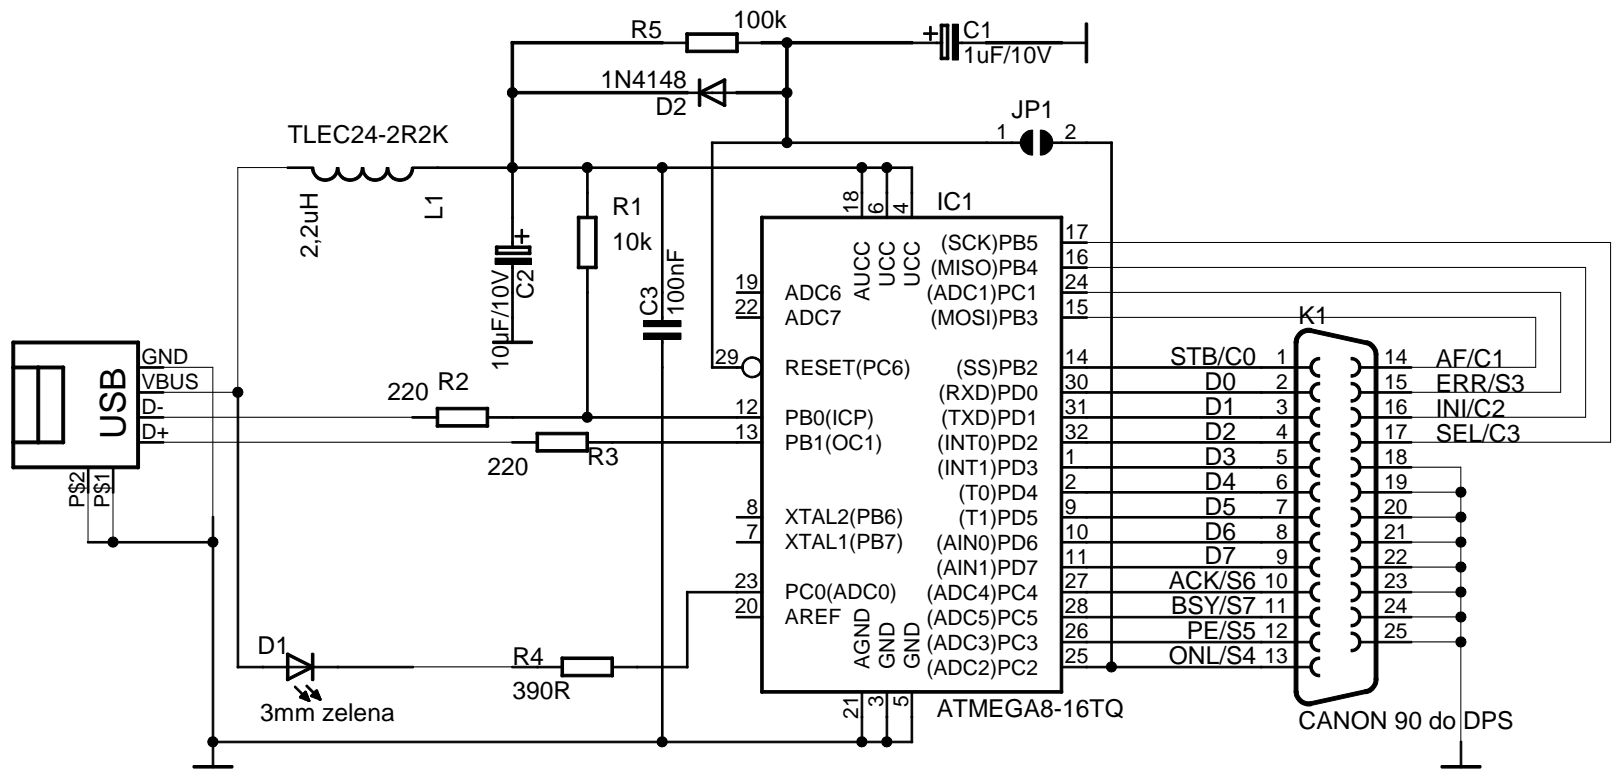 R5
100k
+
C1
1uF/10V
1N4148
D2
JP1
1
2
TLEC24-2R2K
2,2uH
L1
+
10uF/10V
C2
R1
10k
C3
100nF
IC1
18
6
4
AUCC
UCC
UCC
19
ADC6
22
ADC7
29
RESET(PC6)
12
PB0(ICP)
13
PB1(OC1)
8
XTAL2(PB6)
7
XTAL1(PB7)
23
PC0(ADC0)
20
AREF
AGND
GND
GND
21
3
5
(SCK)PB5
17
(MISO)PB4
16
(ADC1)PC1
24
(MOSI)PB3
15
(SS)PB2
14
(RXD)PD0
30
(TXD)PD1
31
(INT0)PD2
32
(INT1)PD3
1
(T0)PD4
2
(T1)PD5
9
(AIN0)PD6
10
(AIN1)PD7
11
(ADC4)PC4
27
(ADC5)PC5
28
(ADC3)PC3
26
(ADC2)PC2
25
ATMEGA8-16TQ
USB
GND
VBUS
D-
D+
P$2
P$1
220
R2
220
R3
D1
3mm zelena
R4
390R
K1
STB/C0 1
D0 2
D1 3
D2 4
D3 5
D4 6
D5 7
D6 8
D7 9
ACK/S6 10
BSY/S7 11
PE/S5 12
ONL/S4 13
14 AF/C1
15 ERR/S3
16 INI/C2
17 SEL/C3
18
19
20
21
22
23
24
25
CANON 90 do DPS